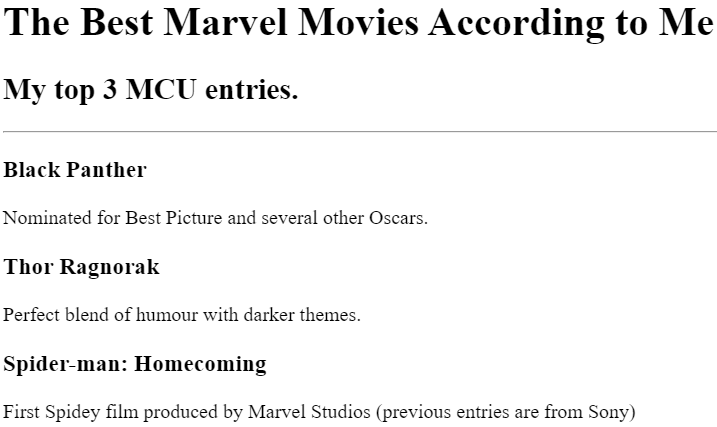 The Best Marvel Movies According to Me
My top 3 MCU entries.
Black Panther
Nominated for Best Picture and several other Oscars.
Thor Ragnorak
Perfect blend of humour with darker themes.
Spider-man: Homecoming
First Spidey film produced by Marvel Studios (previous entries are from Sony)